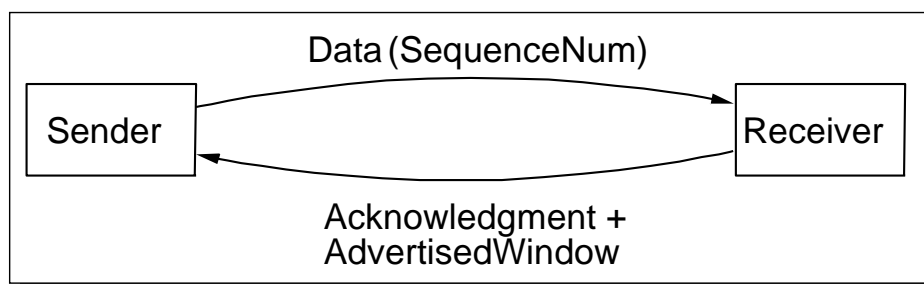 Data (SequenceNum)
Sender
Receiver
Acknowledgment +
AdvertisedWindow